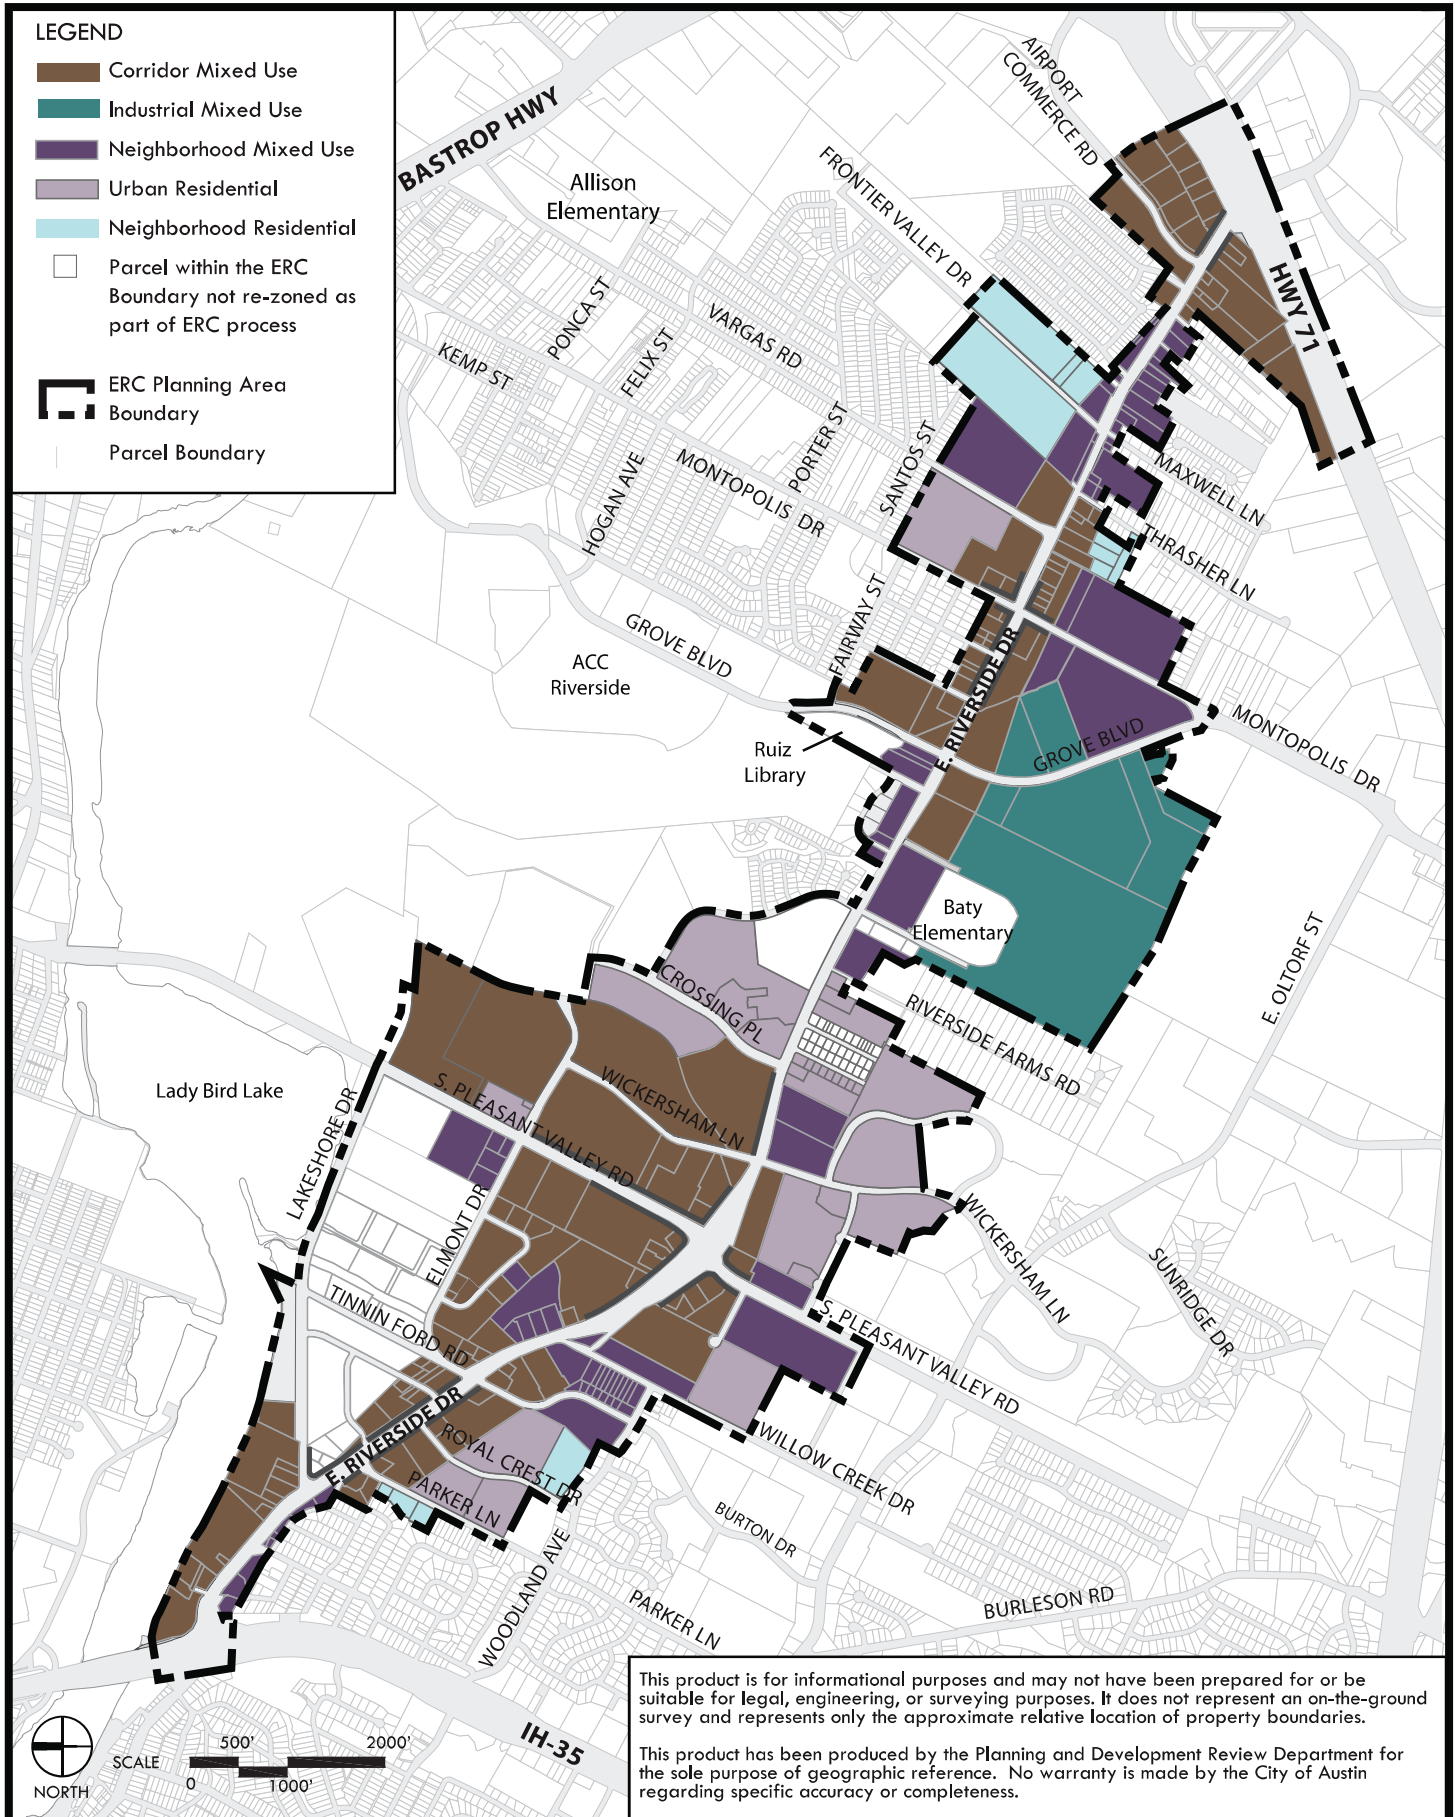 LEGEND
Corridor Mixed Use
Industrial Mixed Use
Neighborhood Mixed Use
Urban Residential
Neighborhood Residential
Parcel within the ERC
Boundary not re-zoned as
part of ERC process
ERC Planning Area
Boundary
Parcel Boundary
BASTROP HWY
AIRPORT
COMMERCE RD
Allison
Elementary
FRONTIER VALLEY DR
HWY 71
PONCA ST
VARGAS RD
KEMP ST
FELIX ST
PORTER ST
SANTOS ST
MONTOPOLIS DR
HOGAN AVE
MAXWELL LN
THRASHER LN
FAIRWAY ST
GROVE BLVD
ACC
Riverside
E. RIVERSIDE DR
Ruiz
Library
GROVE BLVD
MONTOPOLIS DR
Baty
Elementary
E. OLTORF ST
CROSSING PL
RIVERSIDE FARMS RD
Lady Bird Lake
LAKESHORE DR
S. PLEASANT VALLEY RD
WICKERSHAM LN
ELMONT DR
WICKERSHAM LN
SUNRIDGE DR
TINNIN FORD RD
S. PLEASANT VALLEY RD
E. RIVERSIDE DR
ROYAL CREST DR
PARKER LN
WILLOW CREEK DR
BURTON DR
WOODLAND AVE
PARKER LN
BURLESON RD
IH-35
NORTH
SCALE
500'
2000'
0
1000'
This product is for informational purposes and may not have been prepared for or be
suitable for legal, engineering, or surveying purposes. It does not represent an on-the-ground
survey and represents only the approximate relative location of property boundaries.
This product has been produced by the Planning and Development Review Department for
the sole purpose of geographic reference. No warranty is made by the City of Austin
regarding specific accuracy or completeness.